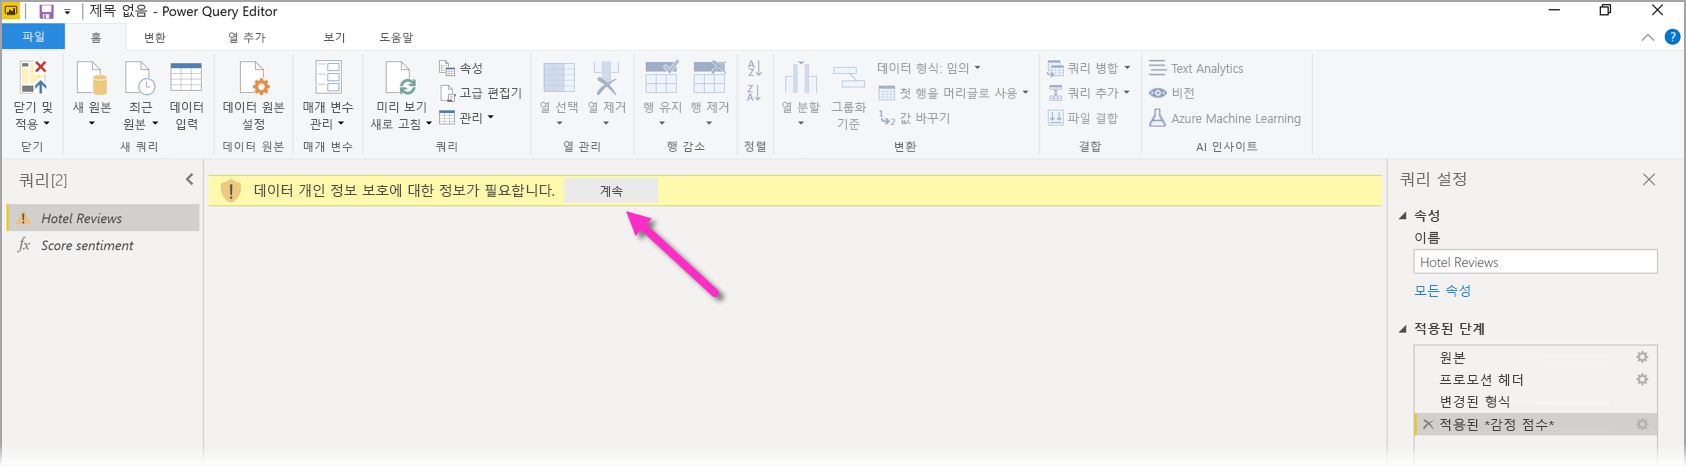 제목 없음 - Power Query Editor
파일 홈 변환 열 추가 보기 도움말
닫기 및 적용
닫기
새 원본
최근 원본
데이터 입력
새 쿼리
데이터 원본 설정
데이터 원본
매개 변수 관리
매개 변수
미리 보기 새로 고침
속성
고급 편집기
관리
쿼리
열 선택
열 제거
열 관리
행 유지
행 제거
행 감소
정렬
열 분할
그룹화 기준
데이터 형식: 임의
첫 행을 머리글로 사용
값 바꾸기
변환
쿼리 병합
쿼리 추가
파일 결합
결합
Text Analytics
비전
Azure Machine Learning
AI 인사이트
쿼리[2]
Hotel Reviews
fx Score sentiment
데이터 개인 정보 보호에 대한 정보가 필요합니다. 계속
쿼리 설정
속성
이름
Hotel Reviews
모든 속성
적용된 단계
원본
프로모션 헤더
변경된 형식
적용된 *감정 점수*